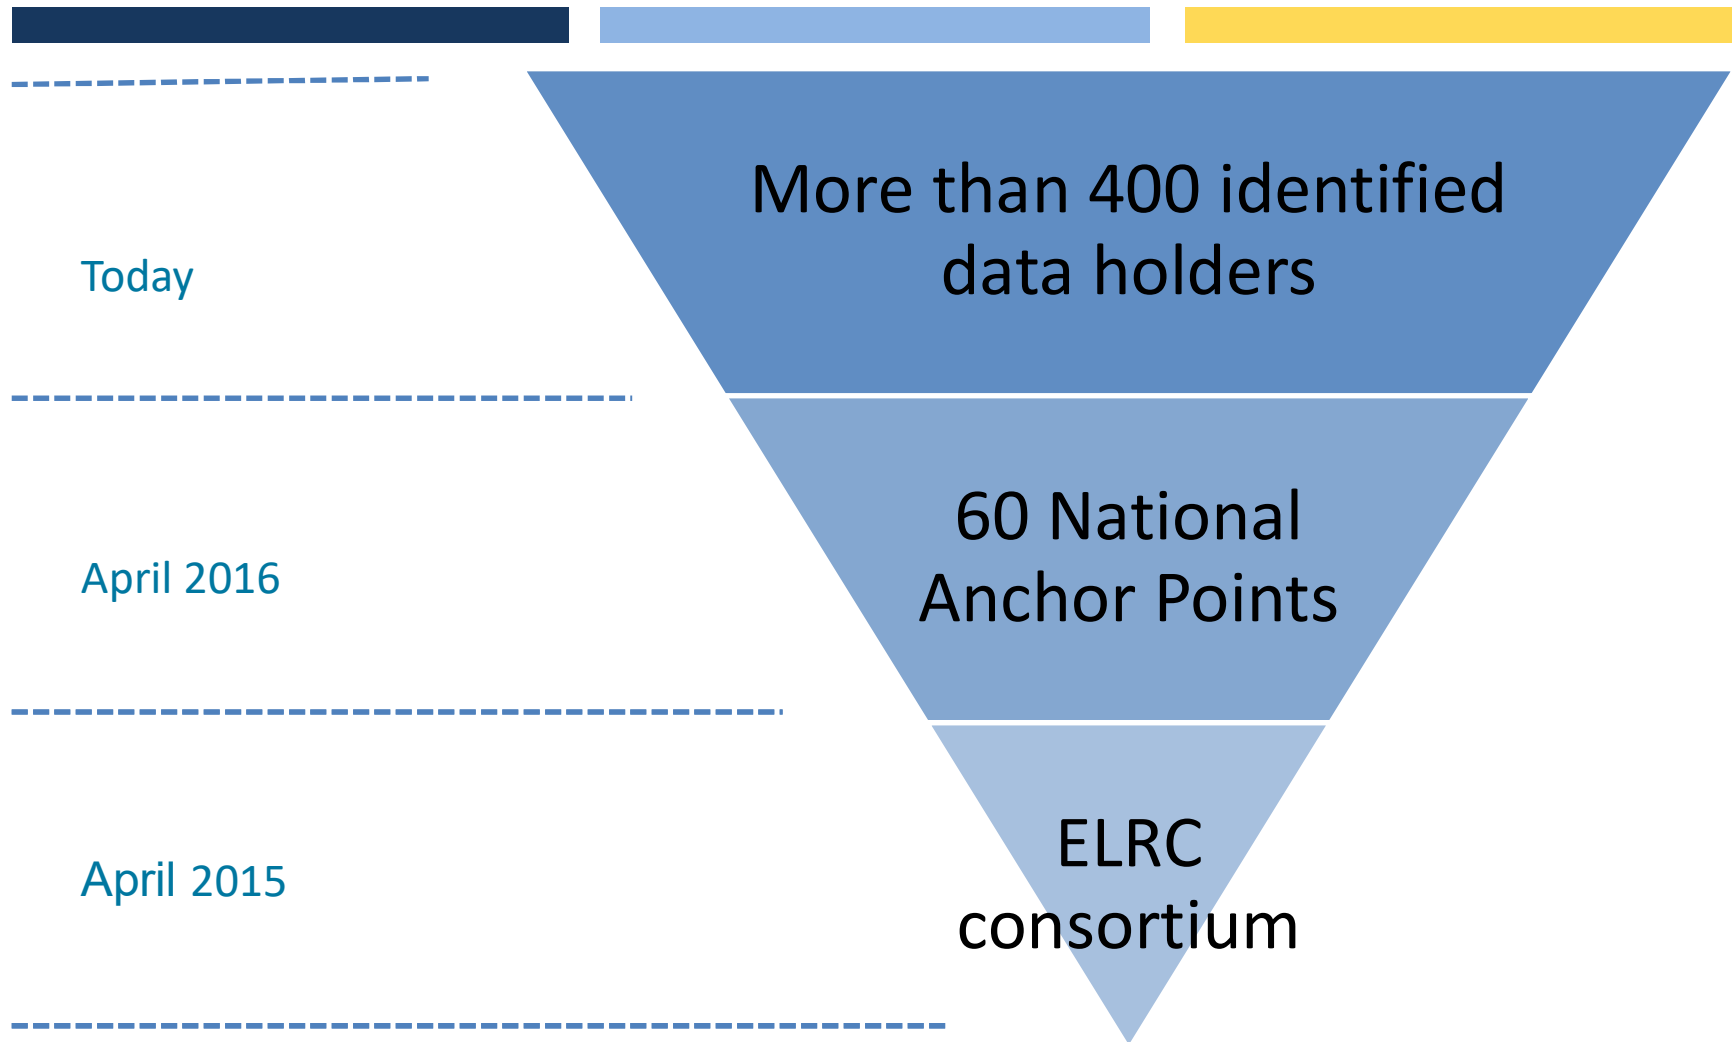 Today
More than 400 identified
data holders
April 2016
60 National
Anchor Points
April 2015
ELRC
consortium